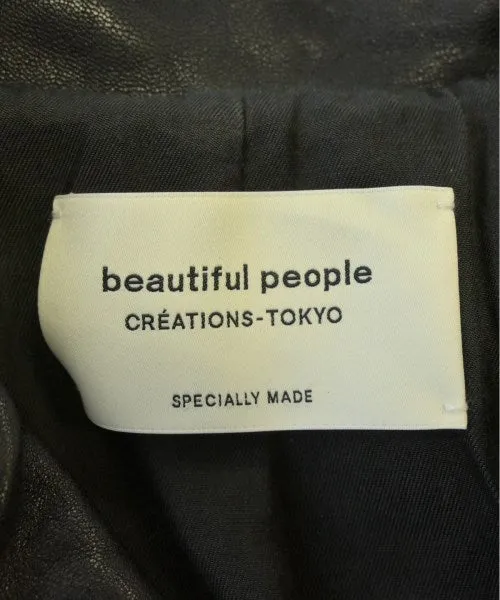 beautiful people
CRÉATIONS-TOKYO
SPECIALLY MADE